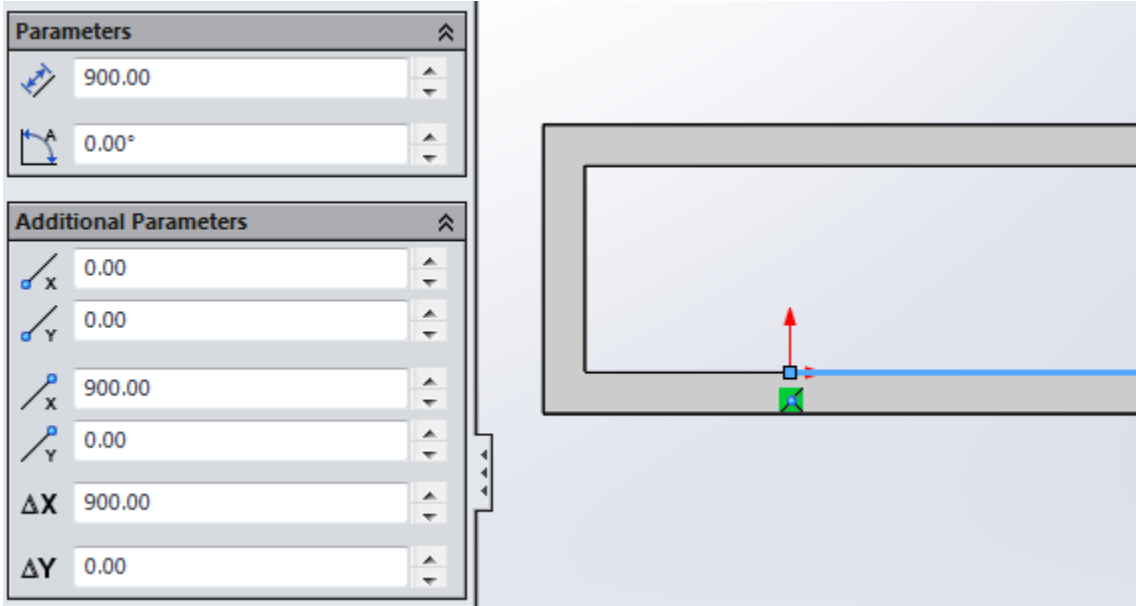 Parameters
900.00
A
0.00°
Additional Parameters
X
0.00
Y
0.00
X
900.00
Y
0.00
ΔX
900.00
ΔY
0.00